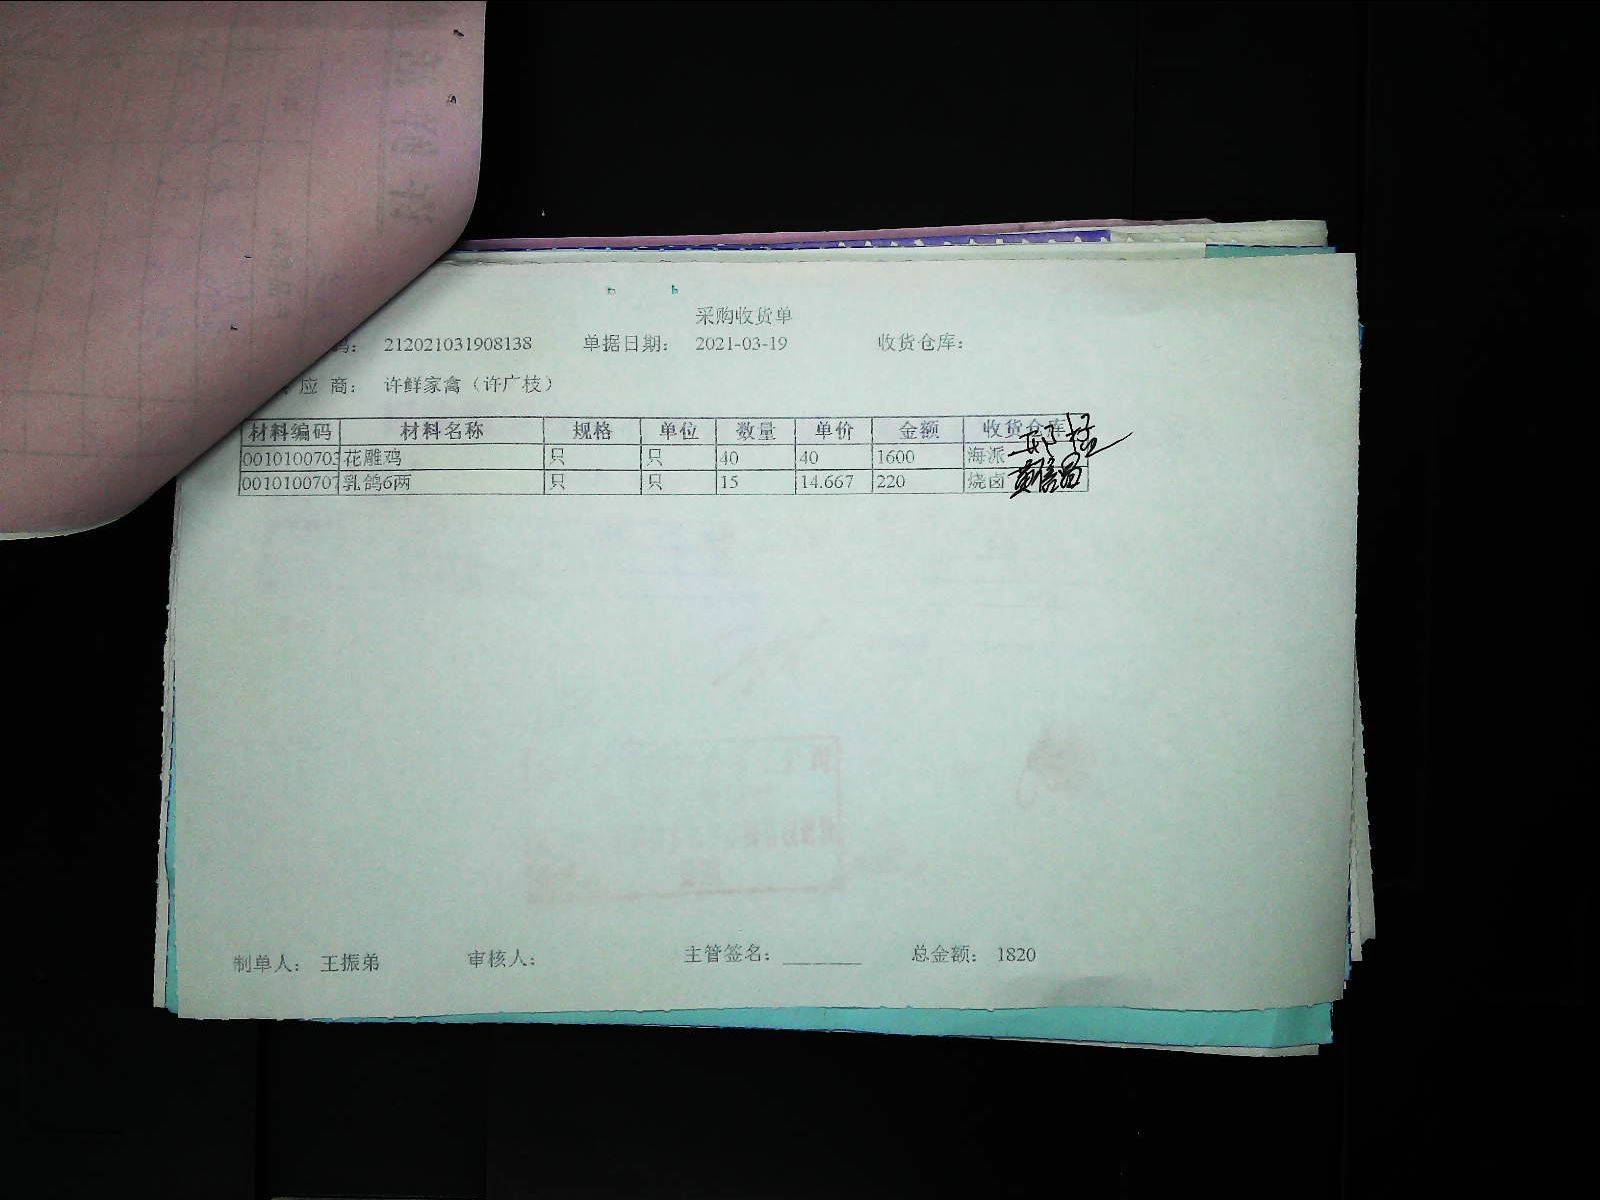 采购收货单
码： 212021031908138 单据日期： 2021-03-19 收货仓库：
应 商： 许鲜家禽（许广枝）
材料编码 材料名称 规格 单位 数量 单价 金额 收货仓库
0010100703 花雕鸡 只 只 40 40 1600 海派
0010100707 乳鸽6两 只 只 15 14.667 220 烧卤
制单人： 王振弟 审核人： 主管签名： 总金额： 1820